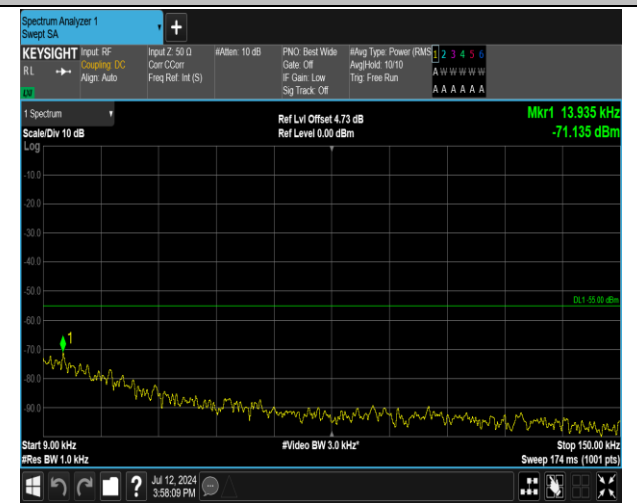 Spectrum Analyzer 1
Swept SA
+
KEYSIGHT Input: RF Input Z: 50 Ω #Atten: 10 dB PNO: Best Wide #Avg Type: Power (RMS 1 2 3 4 5 6
RL Coupling: DC Corr CCorr Gate: Off Avg|Hold: 10/10 A W W W W W
Align: Auto Freq Ref: Int (S) IF Gain: Low Trig: Free Run
Sig Track: Off A A A A A A
1 Spectrum Ref Lvl Offset 4.73 dB Mkr1 13.935 kHz
Scale/Div 10 dB Ref Level 0.00 dBm -71.135 dBm
Log
-10.0
-20.0
-30.0
-40.0
-50.0
DL1 -55.00 dBm
-60.0
1
-70.0
-80.0
-90.0
Start 9.00 kHz #Video BW 3.0 kHz* Stop 150.00 kHz
#Res BW 1.0 kHz Sweep 174 ms (1001 pts)
? Jul 12, 2024
3:58:09 PM